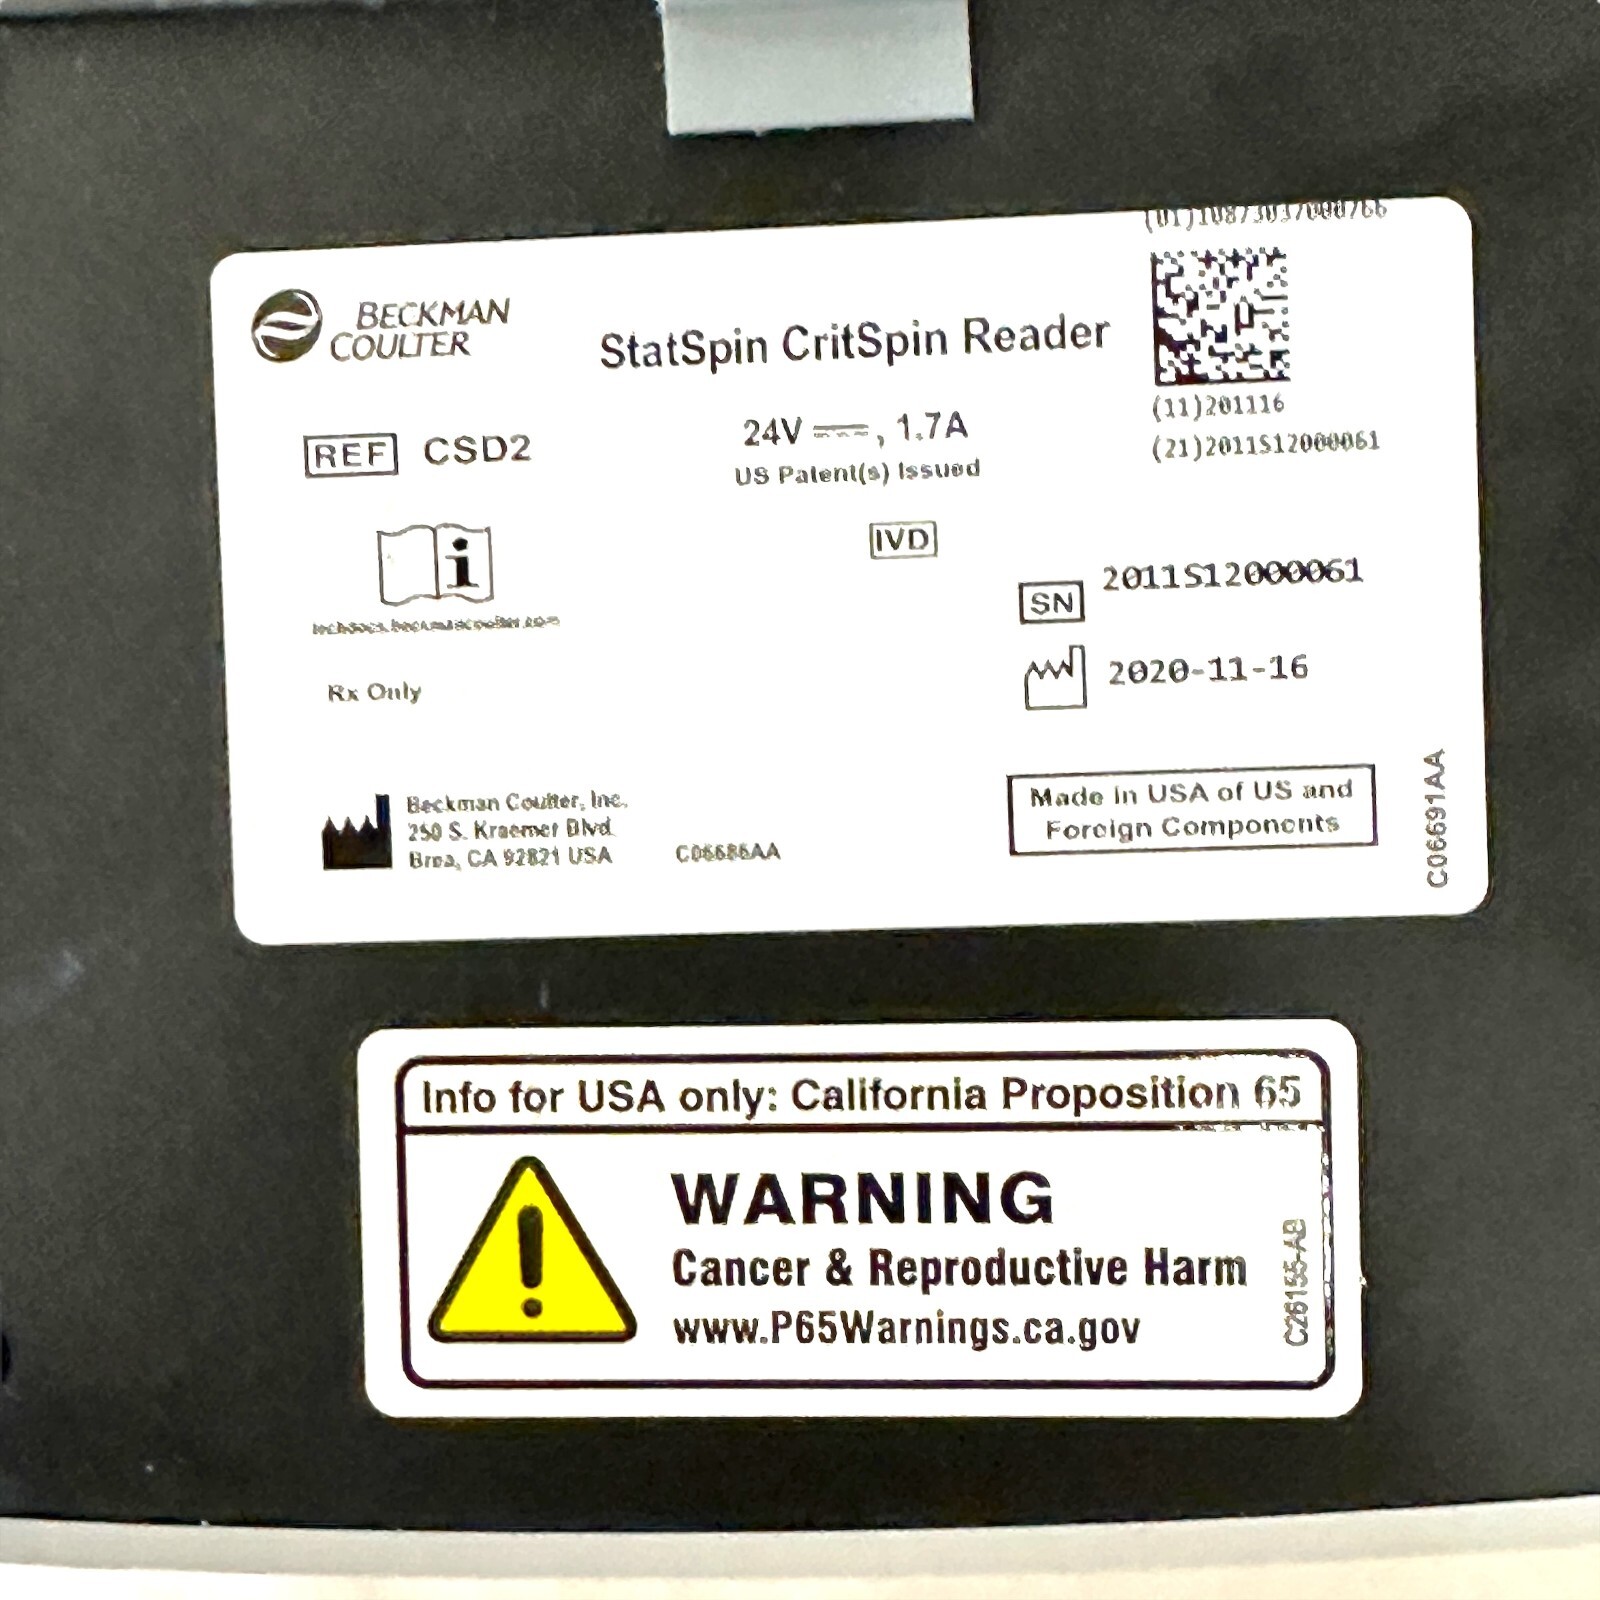 (01)10873037000766
BECKMAN
COULTER
StatSpin CritSpin Reader
(11)201116
(21)2011S12000061
REF CSD2
24V, 1.7A
US Patent(s) Issued
IVD
SN 2011S12000061
2020-11-16
Rx Only
Beckman Coulter, Inc.
250 S. Kraemer Blvd.
Brea, CA 92821 USA
C06686AA
Made in USA of US and
Foreign Components
C06691AA
Info for USA only: California Proposition 65
WARNING
Cancer & Reproductive Harm
www.P65Warnings.ca.gov
C26155-AB